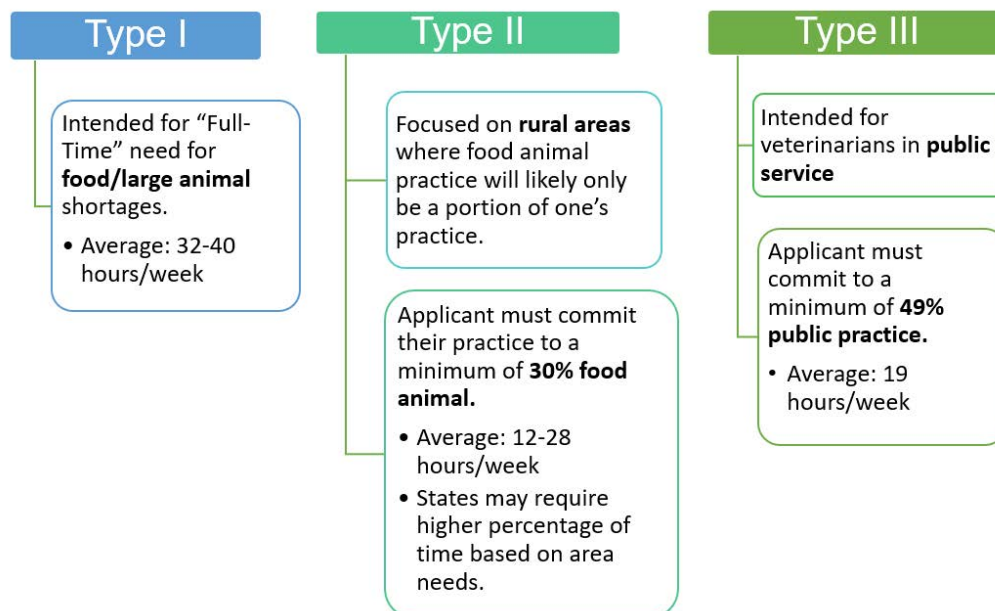 Type I
Intended for “Full-
Time” need for
food/large animal
shortages.
• Average: 32-40
hours/week
Type II
Focused on rural areas
where food animal
practice will likely only
be a portion of one’s
practice.
Applicant must commit
their practice to a
minimum of 30% food
animal.
• Average: 12-28
hours/week
• States may require
higher percentage of
time based on area
needs.
Type III
Intended for
veterinarians in public
service
Applicant must
commit to a
minimum of 49%
public practice.
• Average: 19
hours/week